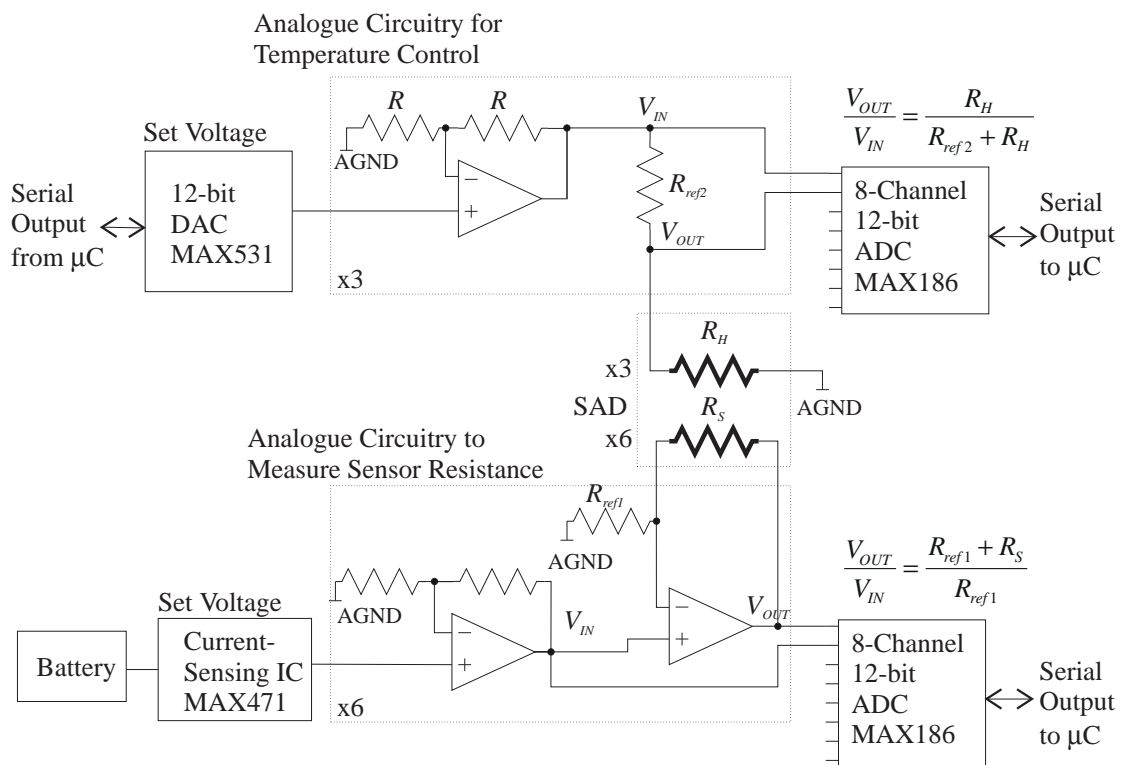 Analogue Circuitry for
Temperature Control
R
R
V_IN
AGND
R_ref2
V_OUT
x3
Set Voltage
12-bit
DAC
MAX531
Serial
Output
from μC
−
+
V_OUT / V_IN = R_H / (R_ref2 + R_H)
8-Channel
12-bit
ADC
MAX186
Serial
Output
to μC
R_H
x3
AGND
SAD
R_S
x6
Analogue Circuitry to
Measure Sensor Resistance
R_ref1
AGND
AGND
V_IN
−
+
−
+
V_OUT
x6
Set Voltage
Current-
Sensing IC
MAX471
Battery
V_OUT / V_IN = (R_ref1 + R_S) / R_ref1
8-Channel
12-bit
ADC
MAX186
Serial
Output
to μC